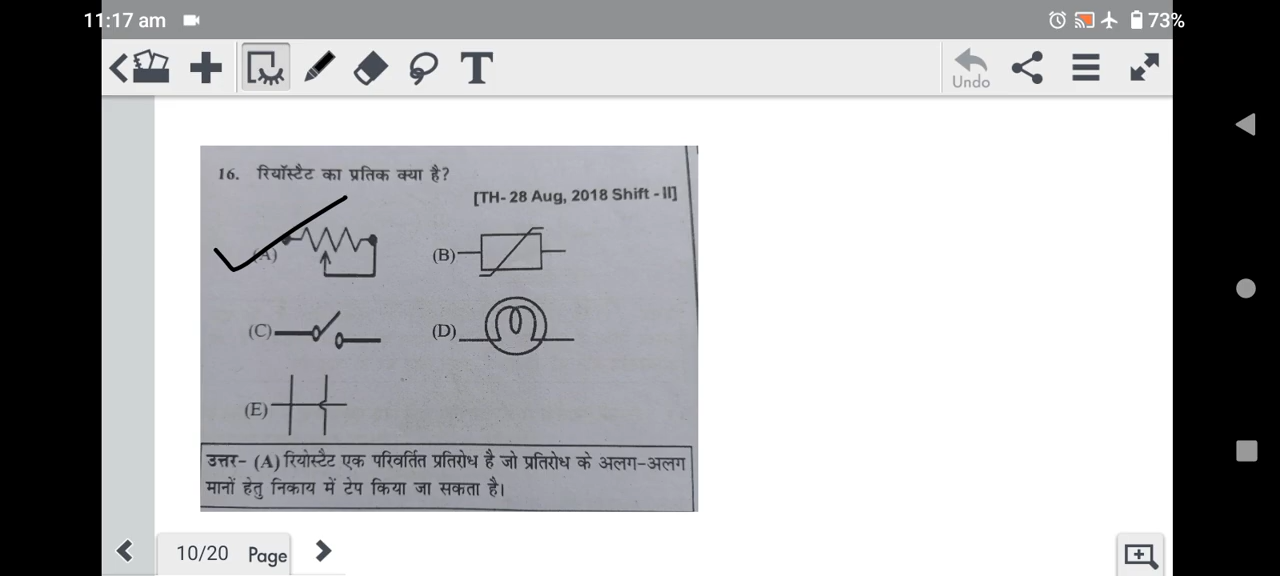 11:17 am
73%
T
Undo
16. रियॉस्टैट का प्रतिक क्या है?
[TH- 28 Aug, 2018 Shift - II]
(A)
(B)
(C)
(D)
(E)
उत्तर- (A) रियोस्टैट एक परिवर्तित प्रतिरोध है जो प्रतिरोध के अलग-अलग
मानों हेतु निकाय में टेप किया जा सकता है।
10/20 Page